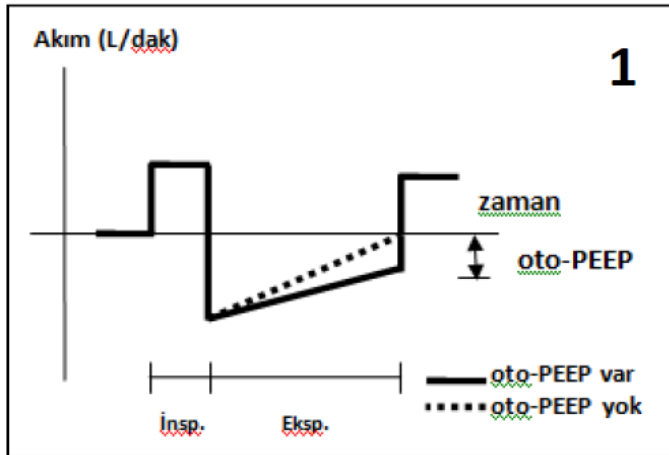 Akım (L/dak)
1
zaman
oto-PEEP
oto-PEEP var
oto-PEEP yok
İnsp.
Eksp.